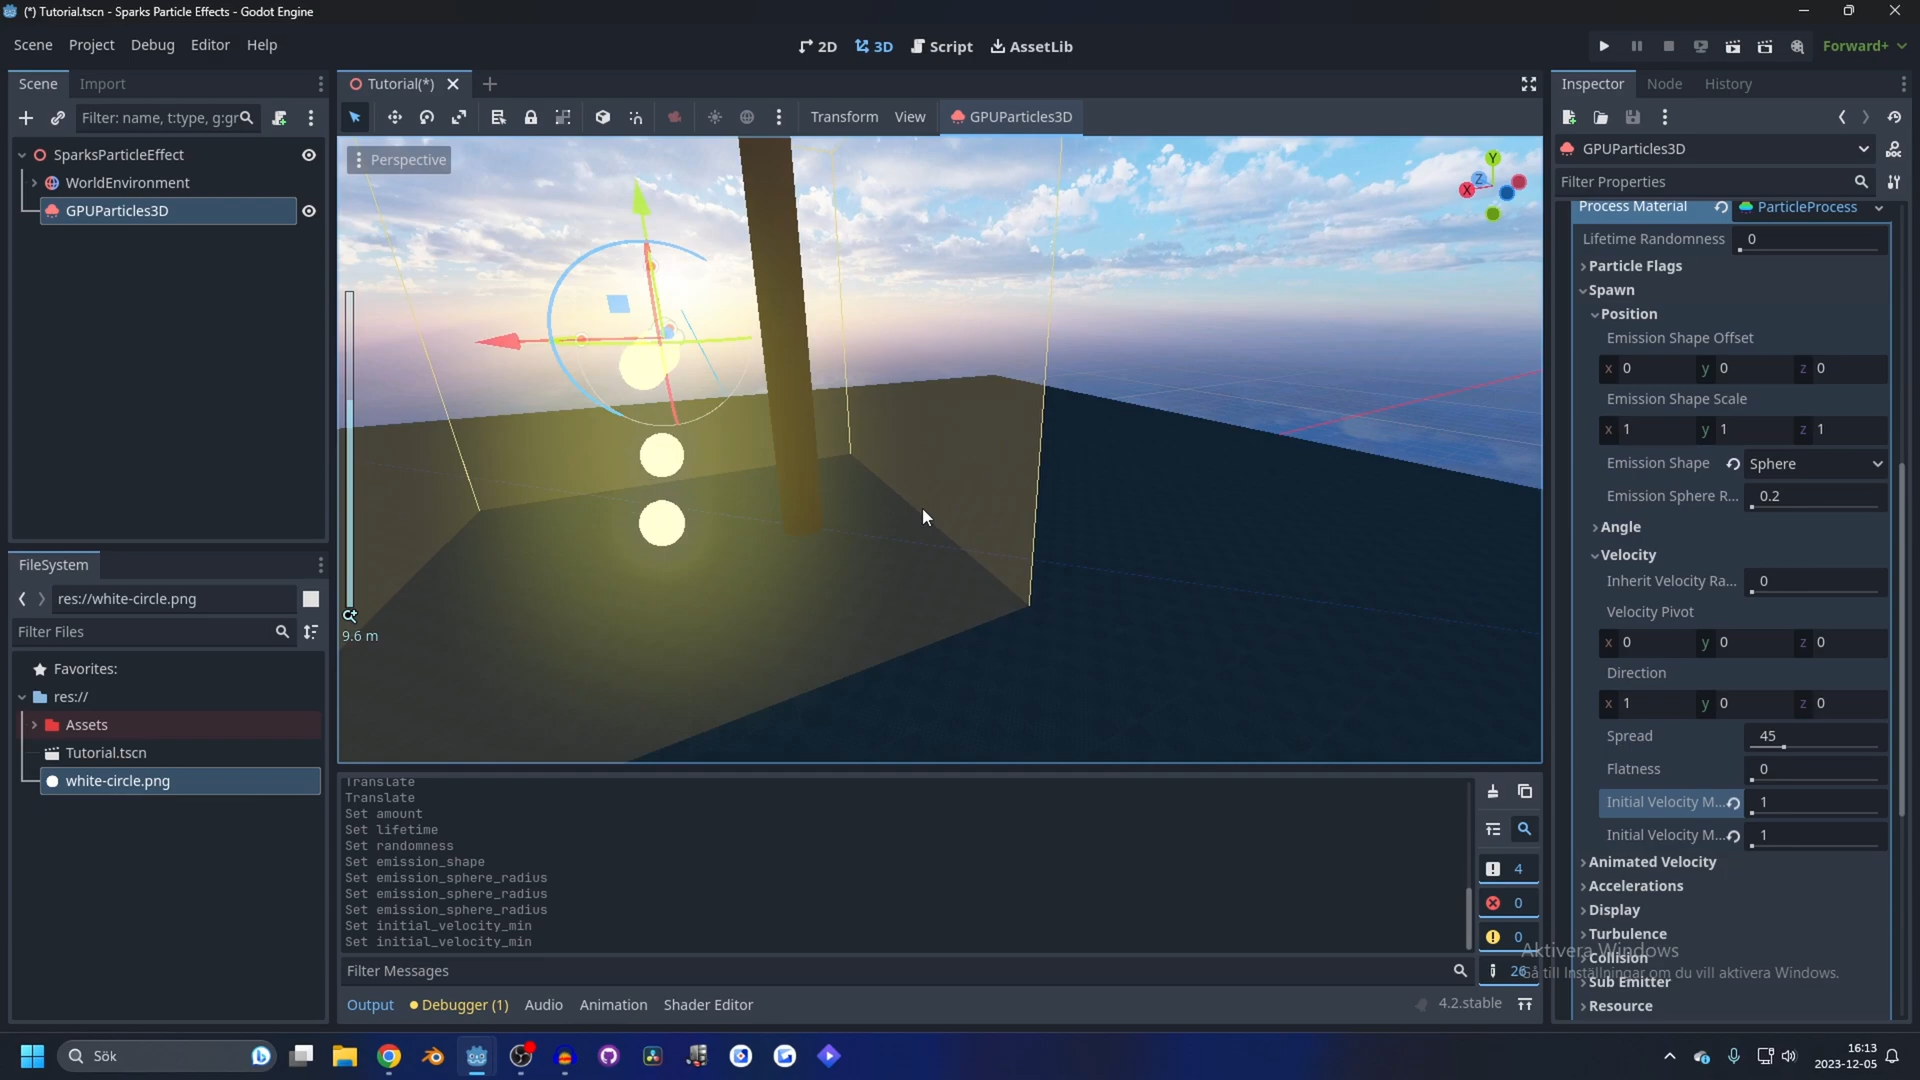 (*) Tutorial.tscn - Sparks Particle Effects - Godot Engine
Scene Project Debug Editor Help
2D 3D Script AssetLib
Forward+
Scene Import
Filter: name, t:type, g:gr
SparksParticleEffect
WorldEnvironment
GPUParticles3D
FileSystem
res://white-circle.png
Filter Files
Favorites:
res://
Assets
Tutorial.tscn
white-circle.png
Tutorial(*)
Transform View GPUParticles3D
Perspective
Y
Z
X
9.6 m
Translate
Translate
Set amount
Set lifetime
Set randomness
Set emission_shape
Set emission_sphere_radius
Set emission_sphere_radius
Set emission_sphere_radius
Set initial_velocity_min
Set initial_velocity_min
4
0
0
26
Filter Messages
Output Debugger (1) Audio Animation Shader Editor
4.2.stable
Inspector Node History
GPUParticles3D
DOC
Filter Properties
Process Material ParticleProcess
Lifetime Randomness 0
Particle Flags
Spawn
Position
Emission Shape Offset
x 0 y 0 z 0
Emission Shape Scale
x 1 y 1 z 1
Emission Shape Sphere
Emission Sphere R... 0.2
Angle
Velocity
Inherit Velocity Ra... 0
Velocity Pivot
x 0 y 0 z 0
Direction
x 1 y 0 z 0
Spread 45
Flatness 0
Initial Velocity M... 1
Initial Velocity M... 1
Animated Velocity
Accelerations
Display
Turbulence
Collision
Sub Emitter
Resource
Aktivera Windows
Gå till Inställningar om du vill aktivera Windows.
Sök
16:13
2023-12-05